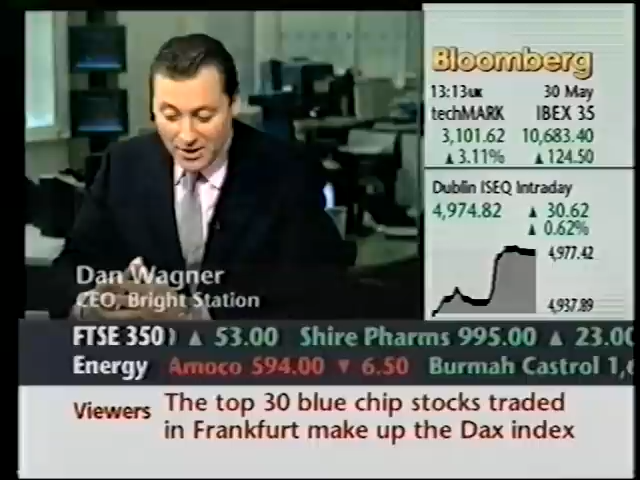 Bloomberg
13:13UK 30 May
techMARK IBEX 35
3,101.62 10,683.40
▲3.11% ▲124.50
Dublin ISEQ Intraday
4,974.82 ▲ 30.62
▲ 0.62%
4,977.42
4,937.89
Dan Wagner
CEO, Bright Station
FTSE 350 ) ▲ 53.00 Shire Pharms 995.00 ▲ 23.00
Energy Amoco 594.00 ▼ 6.50 Burmah Castrol 1,
Viewers The top 30 blue chip stocks traded
in Frankfurt make up the Dax index